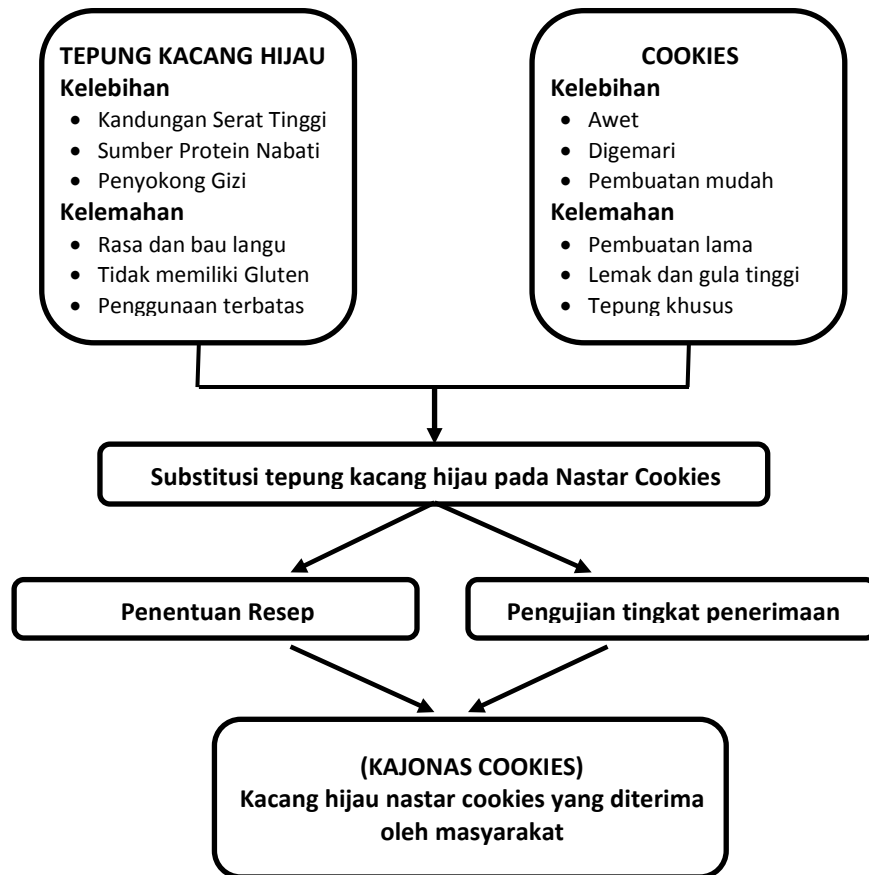 TEPUNG KACANG HIJAU
Kelebihan
• Kandungan Serat Tinggi
• Sumber Protein Nabati
• Penyokong Gizi
Kelemahan
• Rasa dan bau langu
• Tidak memiliki Gluten
• Penggunaan terbatas
COOKIES
Kelebihan
• Awet
• Digemari
• Pembuatan mudah
Kelemahan
• Pembuatan lama
• Lemak dan gula tinggi
• Tepung khusus
Substitusi tepung kacang hijau pada Nastar Cookies
Penentuan Resep
Pengujian tingkat penerimaan
(KAJONAS COOKIES)
Kacang hijau nastar cookies yang diterima
oleh masyarakat